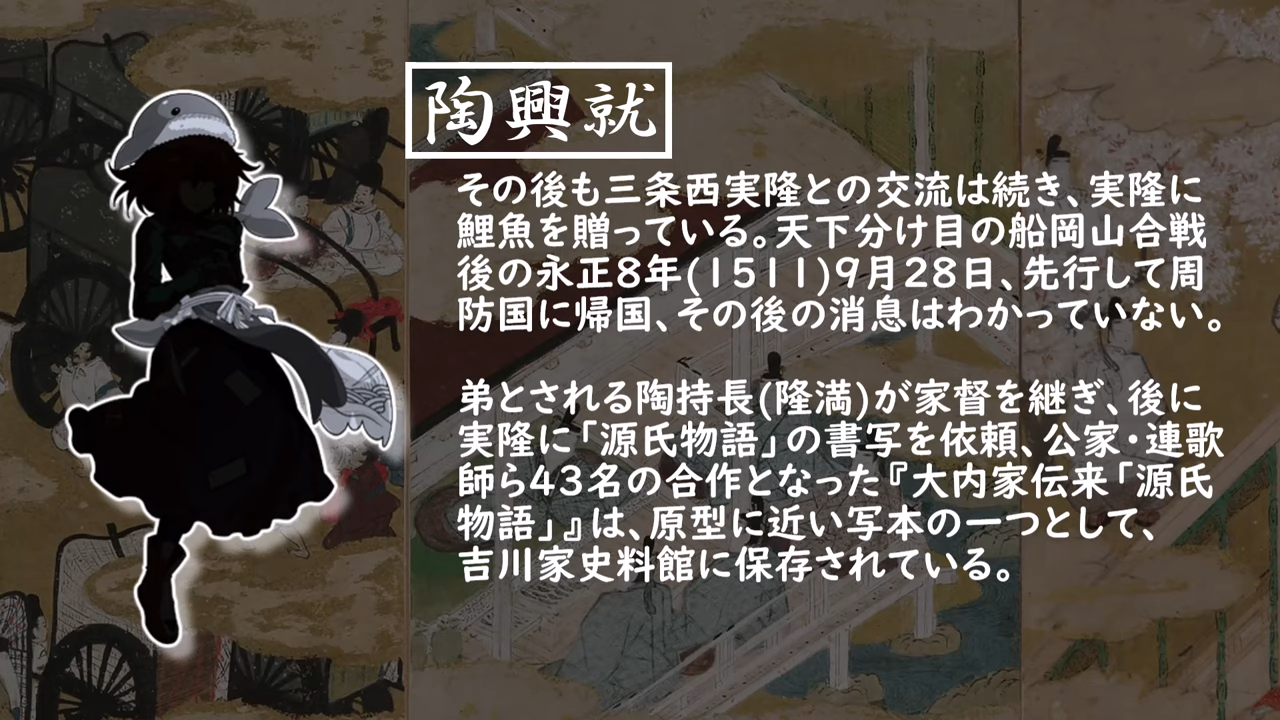 陶興就
その後も三条西実隆との交流は続き、実隆に
鯉魚を贈っている。天下分け目の船岡山合戦
後の永正8年(1511)9月28日、先行して周
防国に帰国、その後の消息はわかっていない。
弟とされる陶持長(隆満)が家督を継ぎ、後に
実隆に「源氏物語」の書写を依頼、公家・連歌
師ら43名の合作となった『大内家伝来「源氏
物語」』は、原型に近い写本の一つとして、
吉川家史料館に保存されている。